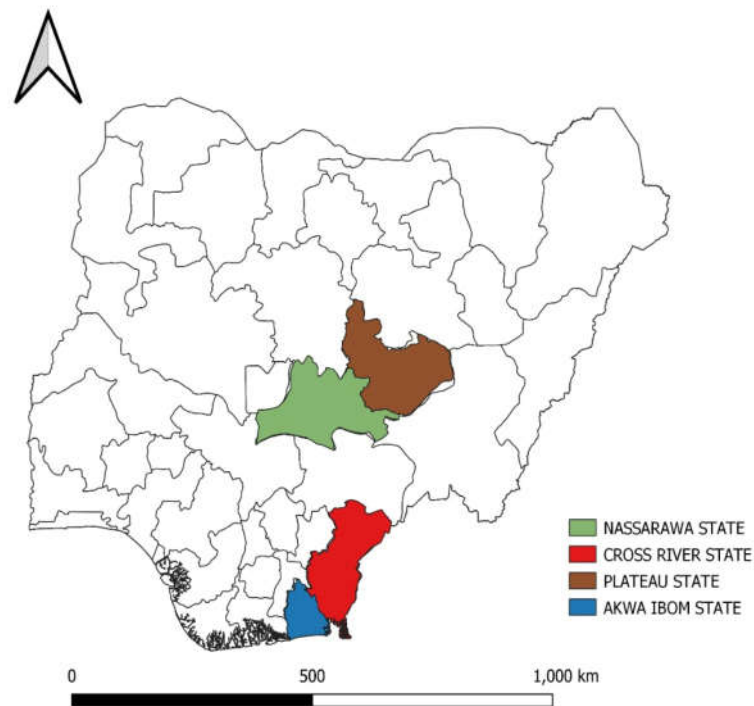 NASSARAWA STATE
CROSS RIVER STATE
PLATEAU STATE
AKWA IBOM STATE
0 500 1,000 km